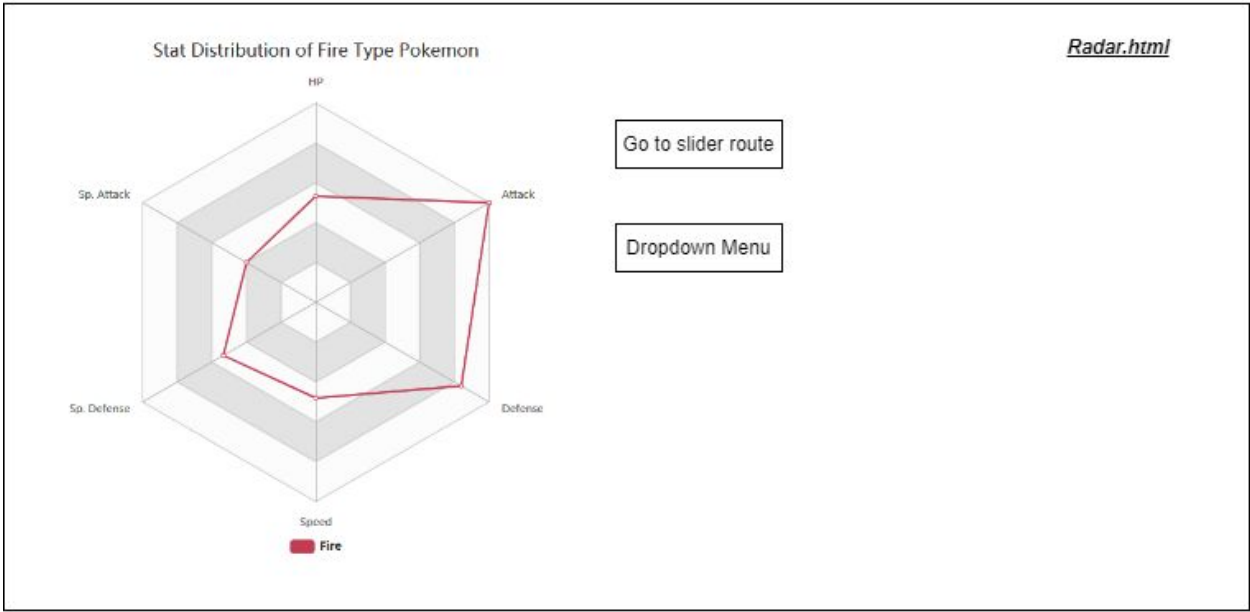 Stat Distribution of Fire Type Pokemon
Radar.html
HP
Go to slider route
Sp. Attack
Attack
Dropdown Menu
Sp. Defense
Defense
Speed
Fire